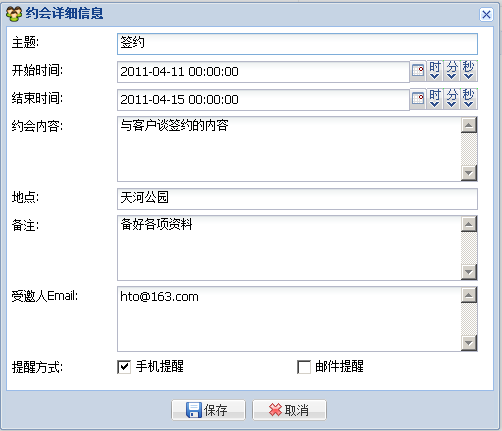 约会详细信息
主题: 签约
开始时间: 2011-04-11 00:00:00 时 分 秒
结束时间: 2011-04-15 00:00:00 时 分 秒
约会内容: 与客户谈签约的内容
地点: 天河公园
备注: 备好各项资料
受邀人Email: hto@163.com
提醒方式: 手机提醒 邮件提醒
保存 取消